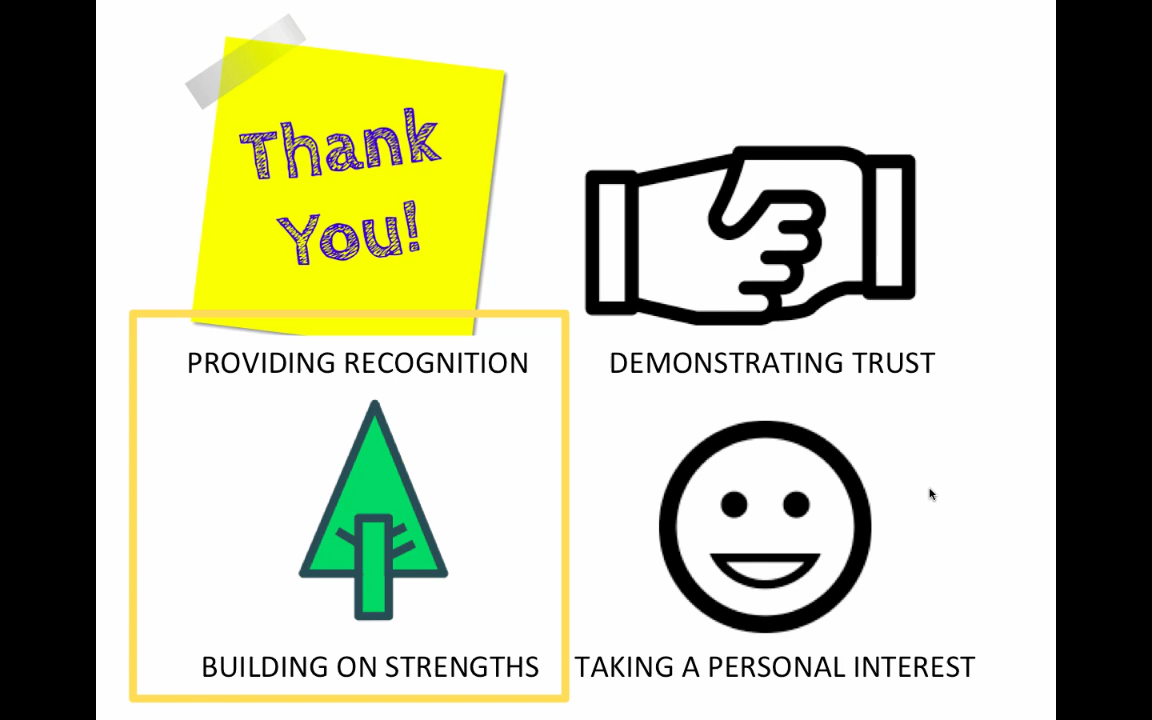 Thank
You!
PROVIDING RECOGNITION
DEMONSTRATING TRUST
BUILDING ON STRENGTHS
TAKING A PERSONAL INTEREST